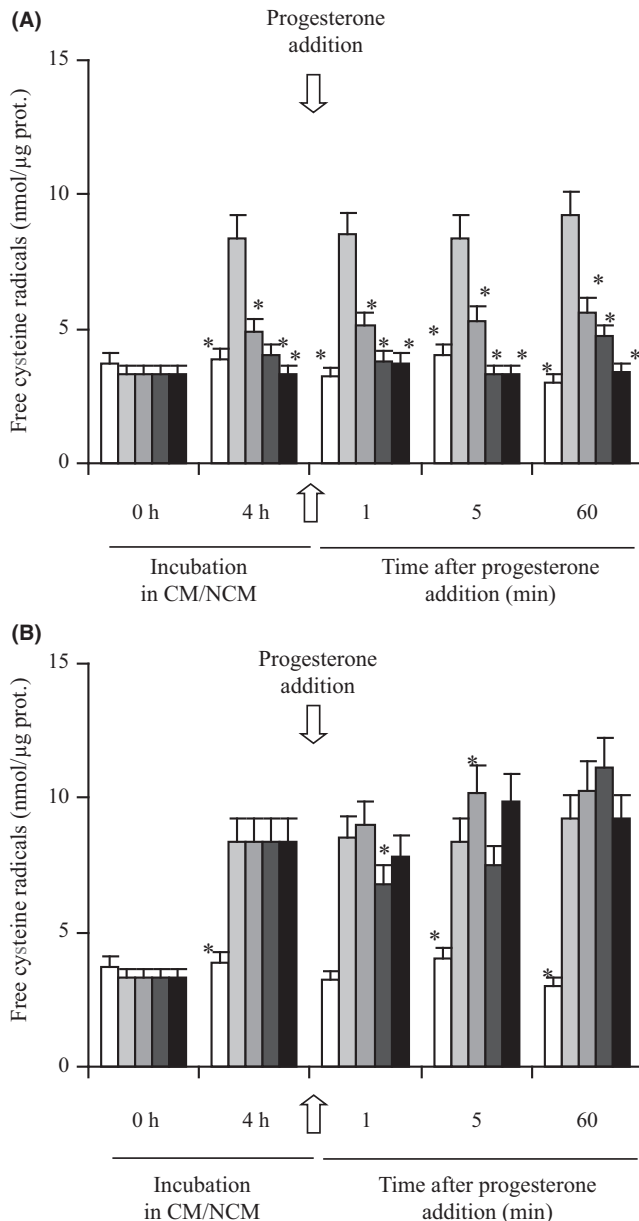 (A)
Progesterone
addition
15
10
5
0
Free cysteine radicals (nmol/µg prot.)
* * * *
* * * *
* * * *
* * * *
0 h 4 h 1 5 60
Incubation
in CM/NCM
Time after progesterone
addition (min)
(B)
Progesterone
addition
15
10
5
0
Free cysteine radicals (nmol/µg prot.)
*
*
* *
*
0 h 4 h 1 5 60
Incubation
in CM/NCM
Time after progesterone
addition (min)